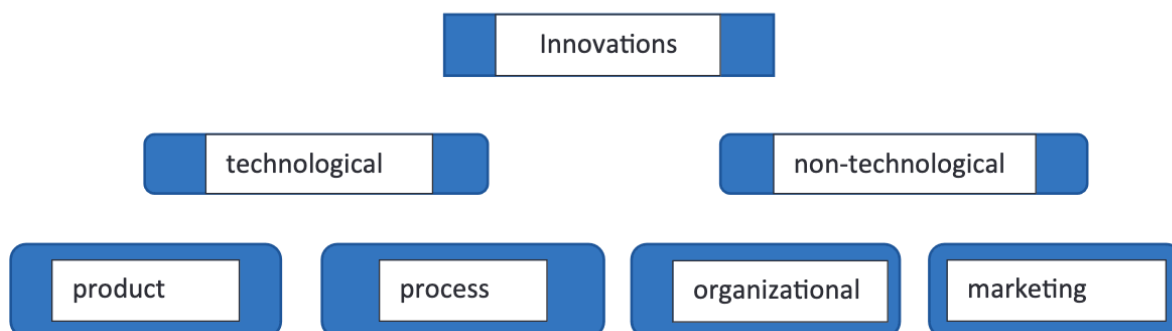 Innovations
technological
non-technological
product
process
organizational
marketing